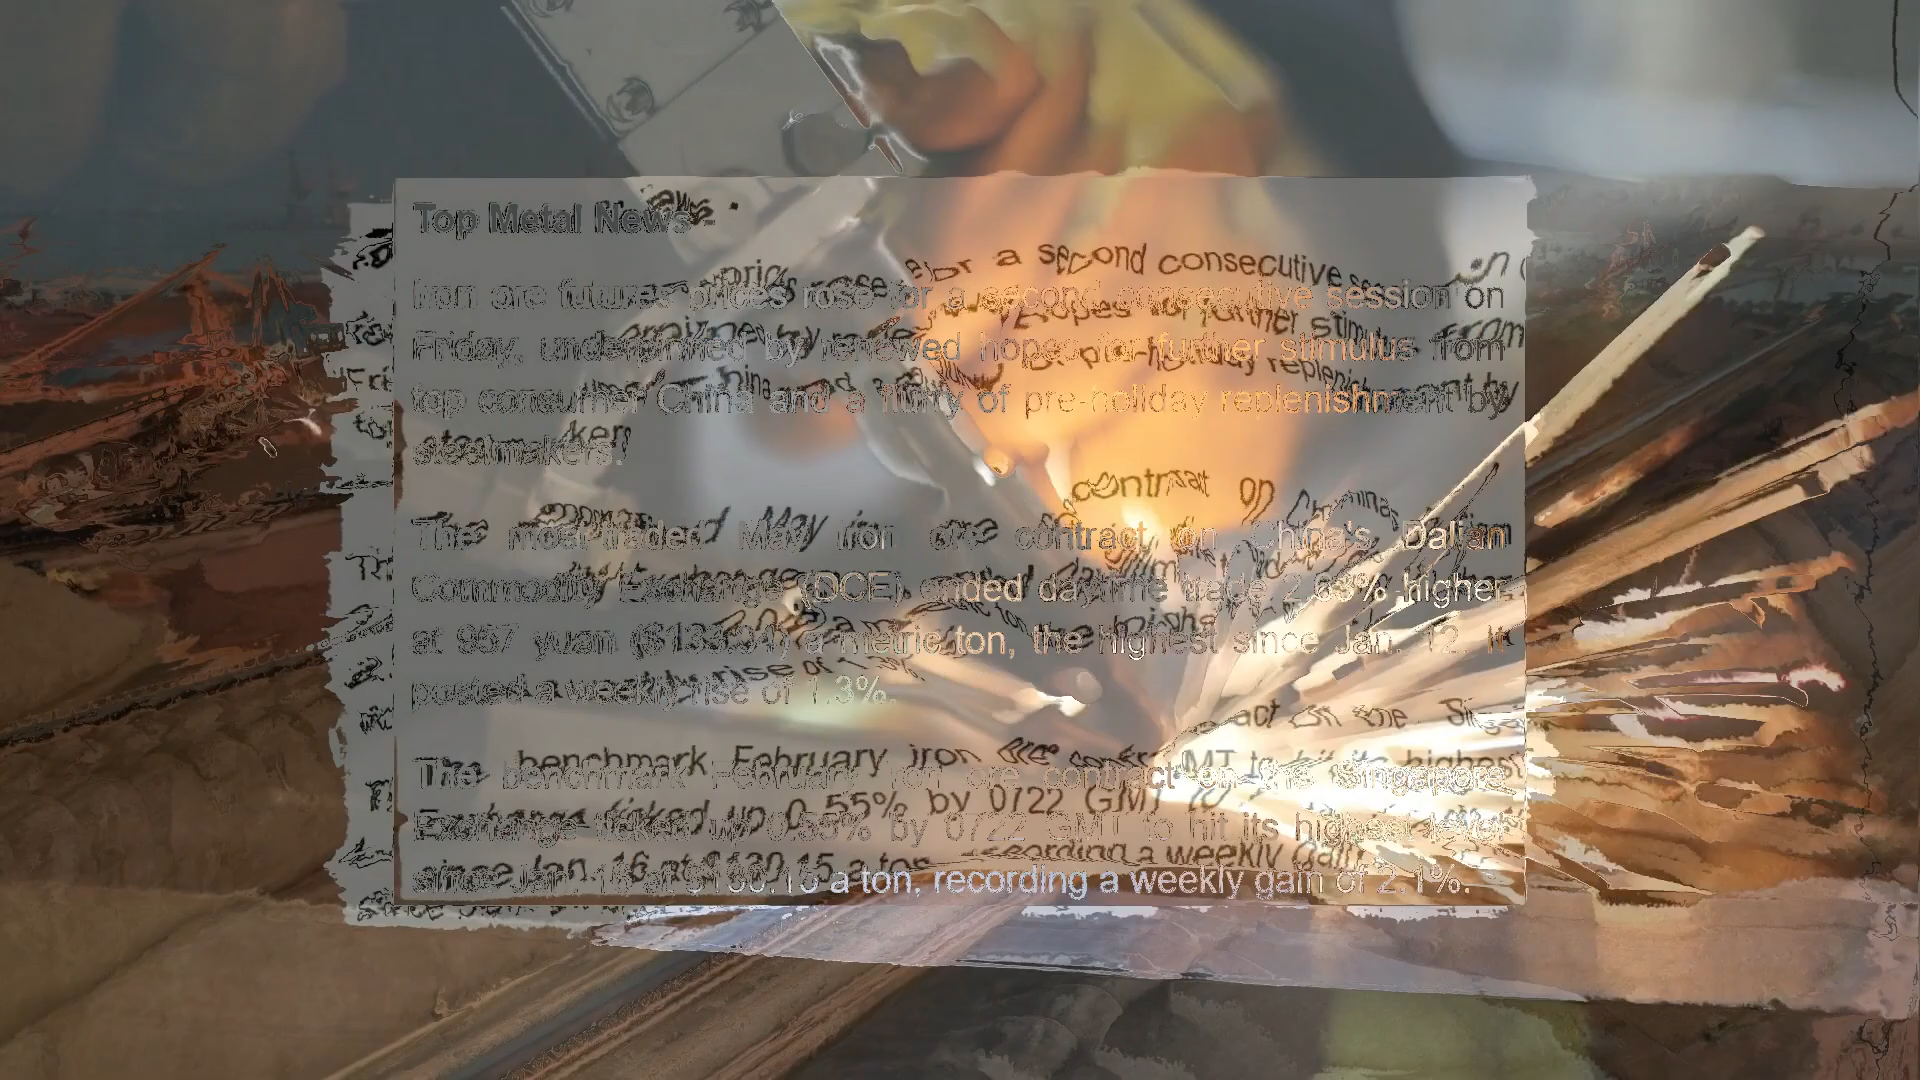 Top Metal News
Iron ore futures prices rose for a second consecutive session on
Friday, underpinned by renewed hopes for further stimulus from
top consumer China and a flurry of pre-holiday replenishment by
steelmakers.
The most-traded May iron ore contract on China's Dalian
Commodity Exchange (DCE) ended daytime trade 2.63% higher
at 957 yuan a metric ton, the highest since Jan. 12. It
posted a weekly rise of 1.3%.
The benchmark February iron ore contract on the Singapore
Exchange ticked up 0.55% by 0722 GMT to hit its highest level
since Jan. 16 at $130.15 a ton, recording a weekly gain of 2.1%.